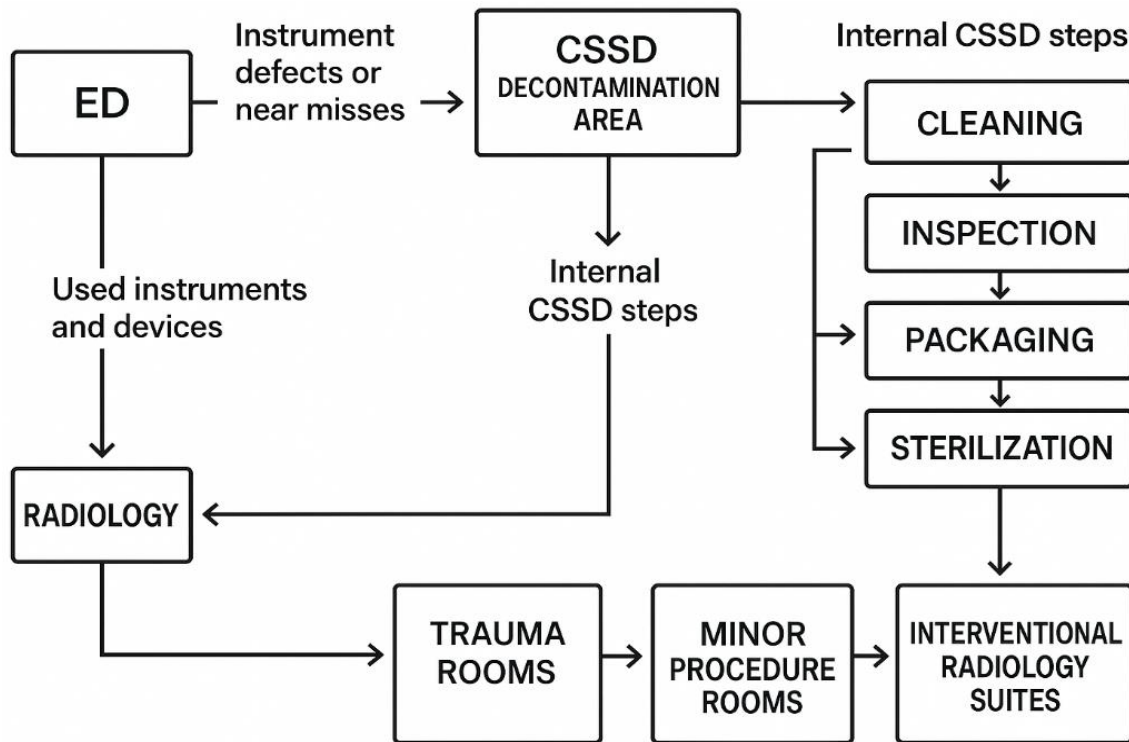 ED
Instrument
defects or
near misses
CSSD
DECONTAMINATION
AREA
Internal CSSD steps
CLEANING
INSPECTION
PACKAGING
STERILIZATION
Used instruments
and devices
Internal
CSSD steps
RADIOLOGY
TRAUMA
ROOMS
MINOR
PROCEDURE
ROOMS
INTERVENTIONAL
RADIOLOGY
SUITES